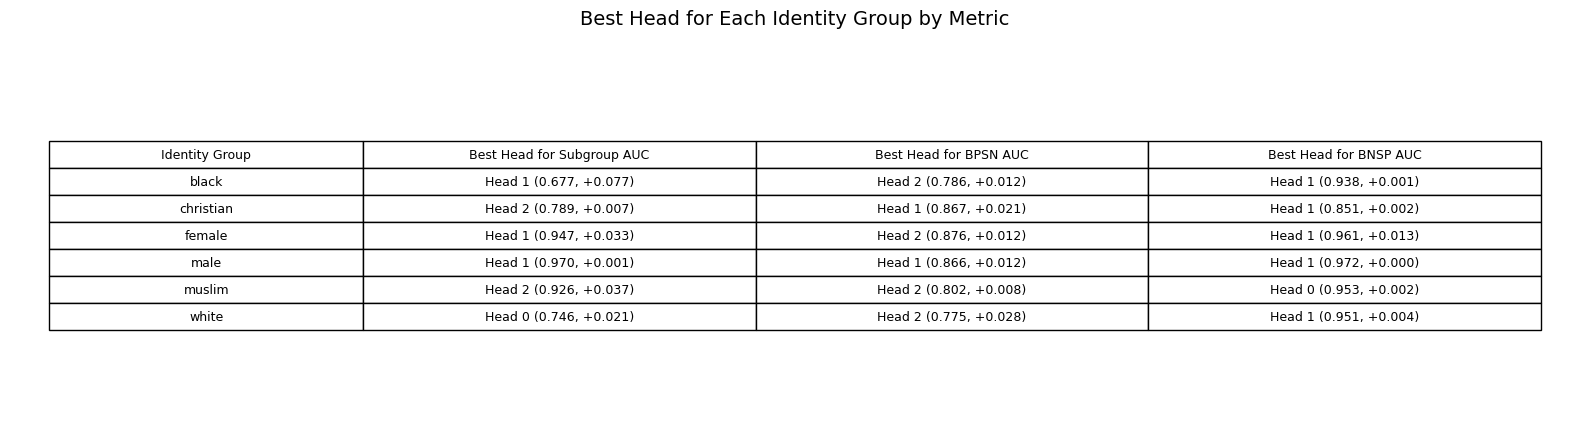 Best Head for Each Identity Group by Metric
Identity Group Best Head for Subgroup AUC Best Head for BPSN AUC Best Head for BNSP AUC
black Head 1 (0.677, +0.077) Head 2 (0.786, +0.012) Head 1 (0.938, +0.001)
christian Head 2 (0.789, +0.007) Head 1 (0.867, +0.021) Head 1 (0.851, +0.002)
female Head 1 (0.947, +0.033) Head 2 (0.876, +0.012) Head 1 (0.961, +0.013)
male Head 1 (0.970, +0.001) Head 1 (0.866, +0.012) Head 1 (0.972, +0.000)
muslim Head 2 (0.926, +0.037) Head 2 (0.802, +0.008) Head 0 (0.953, +0.002)
white Head 0 (0.746, +0.021) Head 2 (0.775, +0.028) Head 1 (0.951, +0.004)